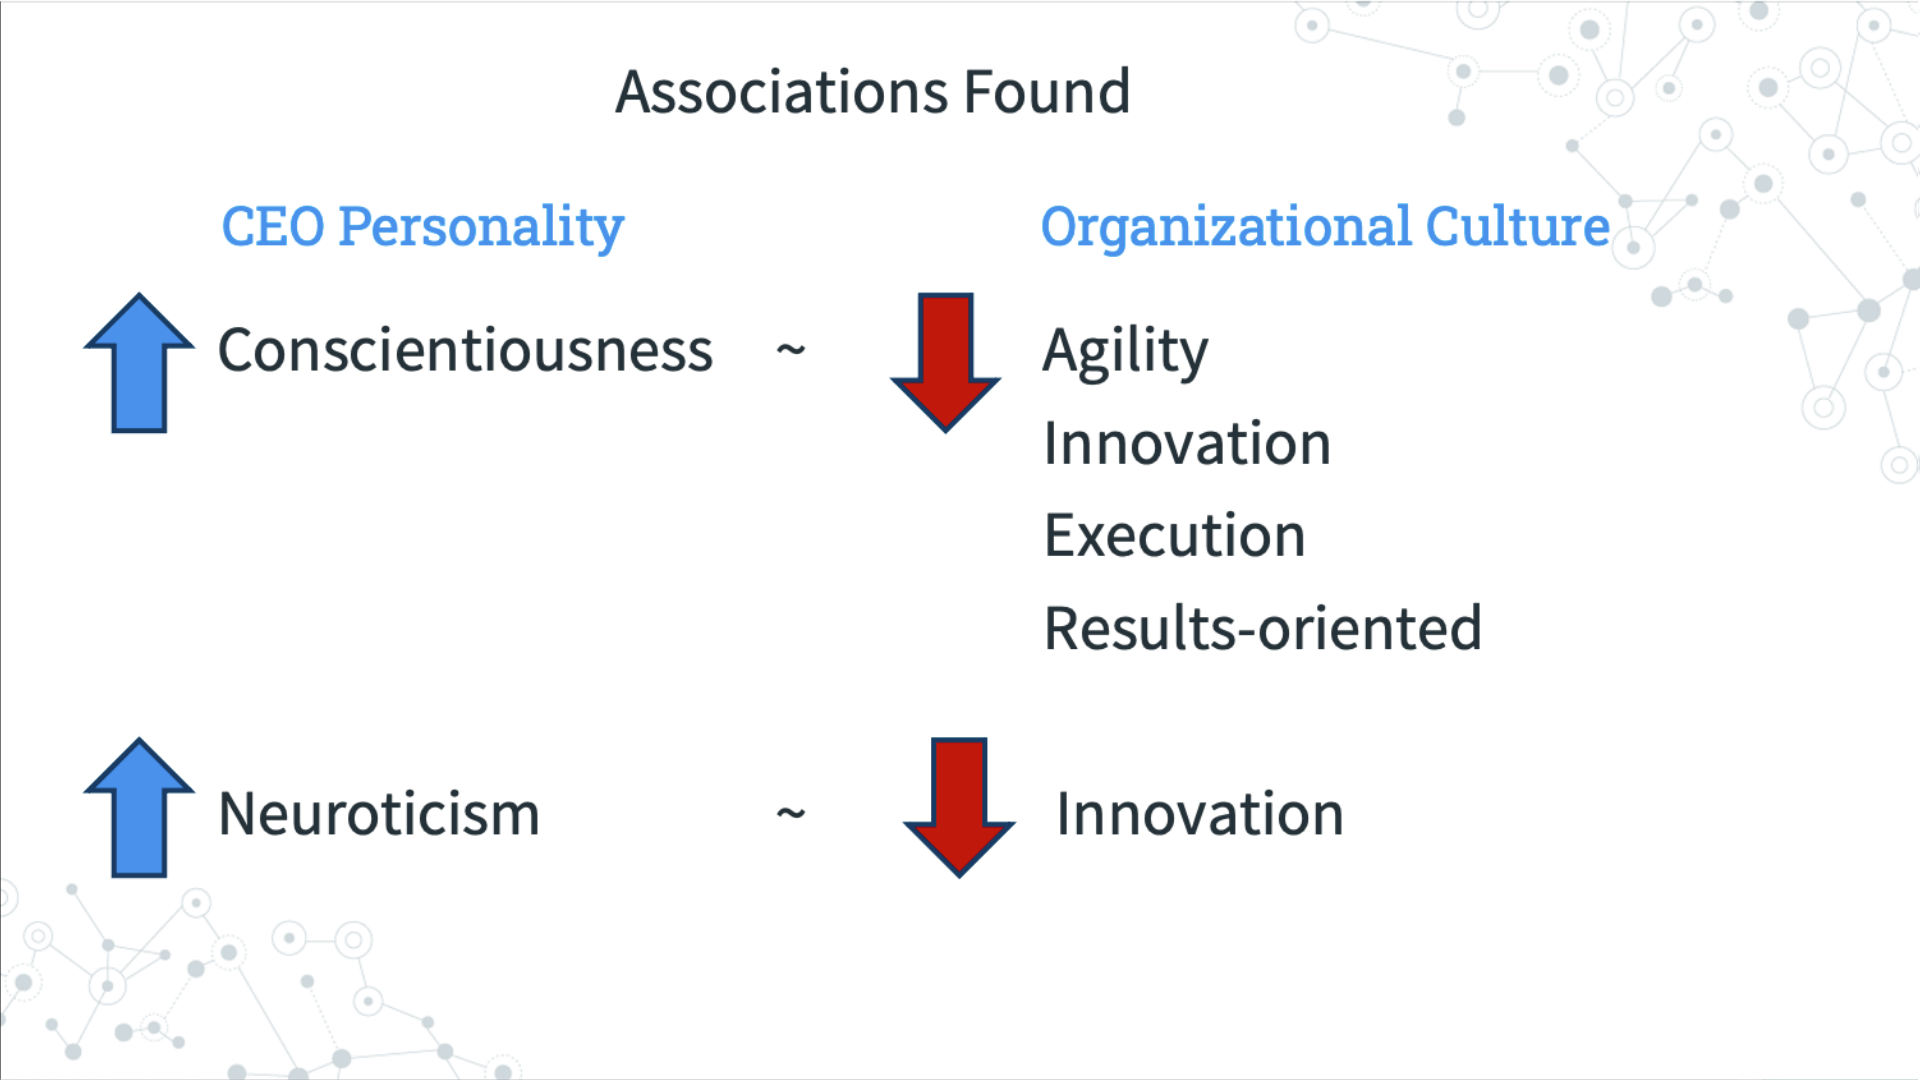 Associations Found
CEO Personality
Organizational Culture
Conscientiousness ~ Agility
Innovation
Execution
Results-oriented
Neuroticism ~ Innovation